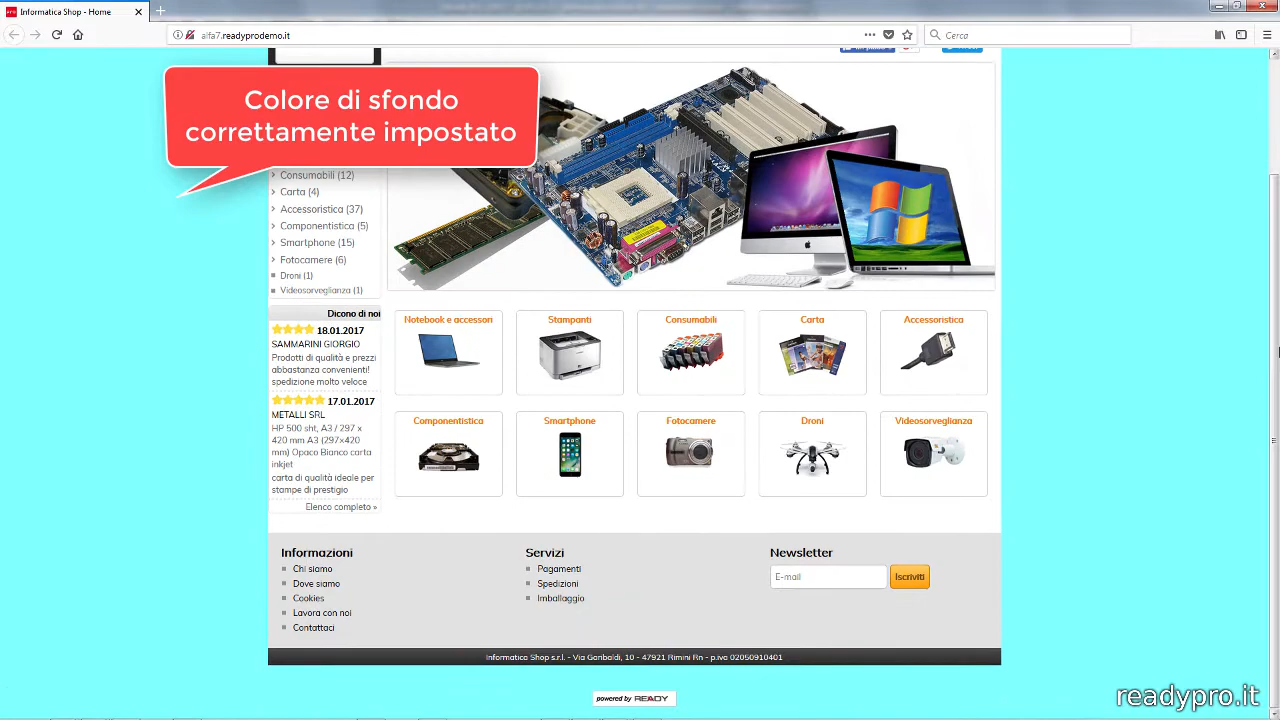 Informatica Shop - Home
alfa7.readyprodemo.it
Cerca
Colore di sfondo
correttamente impostato
Consumabili (12)
Carta (4)
Accessoristica (37)
Componentistica (5)
Smartphone (15)
Fotocamere (6)
Droni (1)
Videosorveglianza (1)
Dicono di noi
18.01.2017
SAMMARINI GIORGIO
Prodotti di qualità e prezzi
abbastanza convenienti!
spedizione molto veloce
17.01.2017
METALLI SRL
HP 500 sht, A3 / 297 x
420 mm A3 (297×420
mm) Opaco Bianco carta
inkjet
carta di qualità ideale per
stampe di prestigio
Elenco completo »
Notebook e accessori
Stampanti
Consumabili
Carta
Accessoristica
Componentistica
Smartphone
Fotocamere
Droni
Videosorveglianza
Informazioni
Chi siamo
Dove siamo
Cookies
Lavora con noi
Contattaci
Servizi
Pagamenti
Spedizioni
Imballaggio
Newsletter
E-mail
Iscriviti
Informatica Shop s.r.l. - Via Garibaldi, 10 - 47921 Rimini Rn - p.iva 02050910401
powered by READY
readypro.it